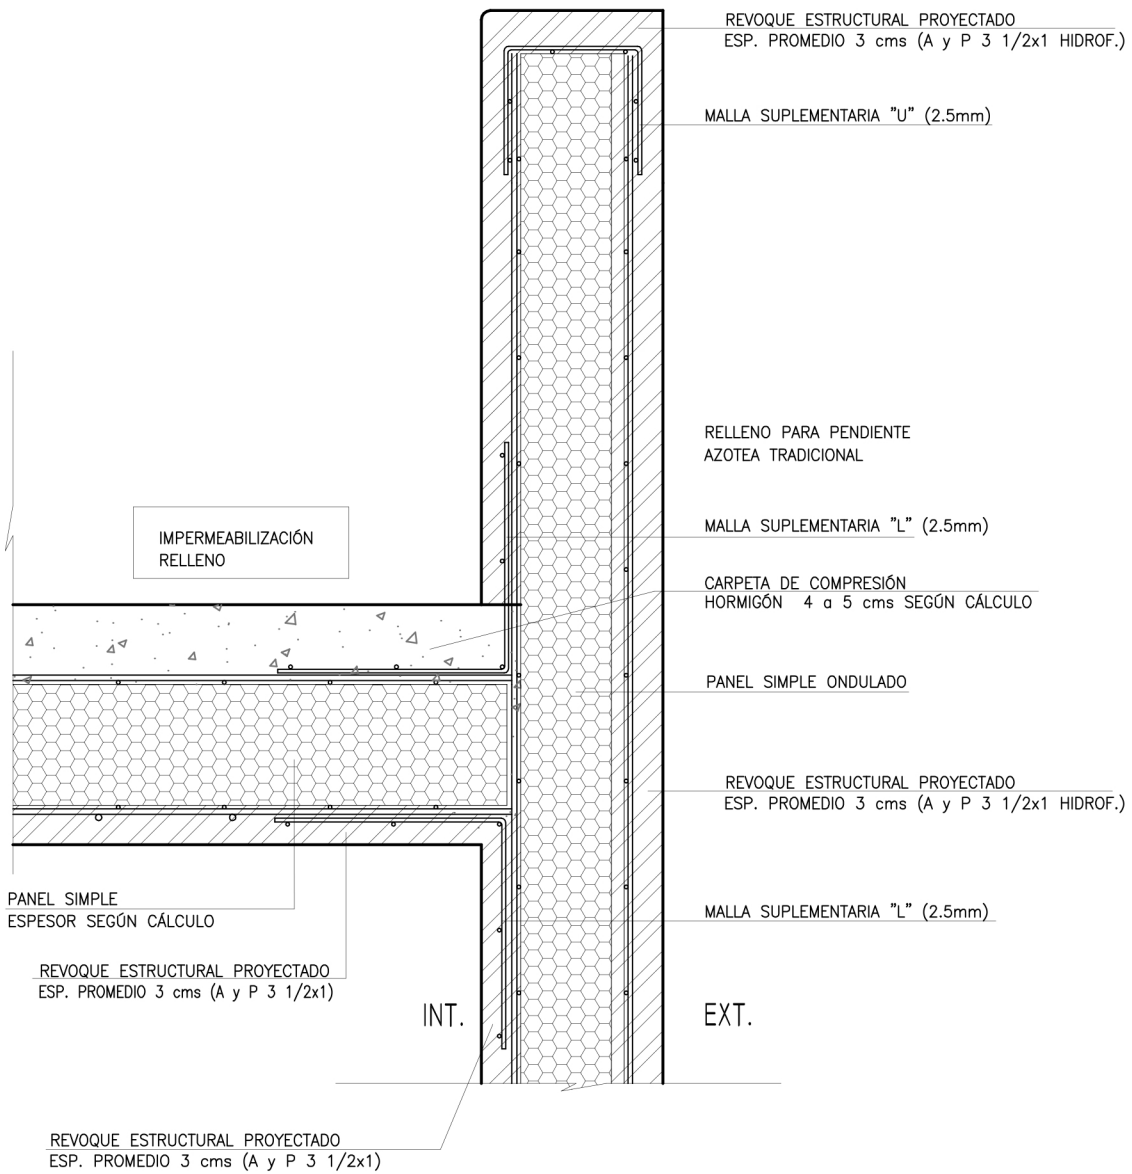 REVOQUE ESTRUCTURAL PROYECTADO
ESP. PROMEDIO 3 cms (A y P 3 1/2x1 HIDROF.)
MALLA SUPLEMENTARIA "U" (2.5mm)
RELLENO PARA PENDIENTE
AZOTEA TRADICIONAL
MALLA SUPLEMENTARIA "L" (2.5mm)
IMPERMEABILIZACIÓN
RELLENO
CARPETA DE COMPRESIÓN
HORMIGÓN 4 a 5 cms SEGÚN CÁLCULO
PANEL SIMPLE ONDULADO
REVOQUE ESTRUCTURAL PROYECTADO
ESP. PROMEDIO 3 cms (A y P 3 1/2x1 HIDROF.)
PANEL SIMPLE
ESPESOR SEGÚN CÁLCULO
MALLA SUPLEMENTARIA "L" (2.5mm)
REVOQUE ESTRUCTURAL PROYECTADO
ESP. PROMEDIO 3 cms (A y P 3 1/2x1)
INT.
EXT.
REVOQUE ESTRUCTURAL PROYECTADO
ESP. PROMEDIO 3 cms (A y P 3 1/2x1)